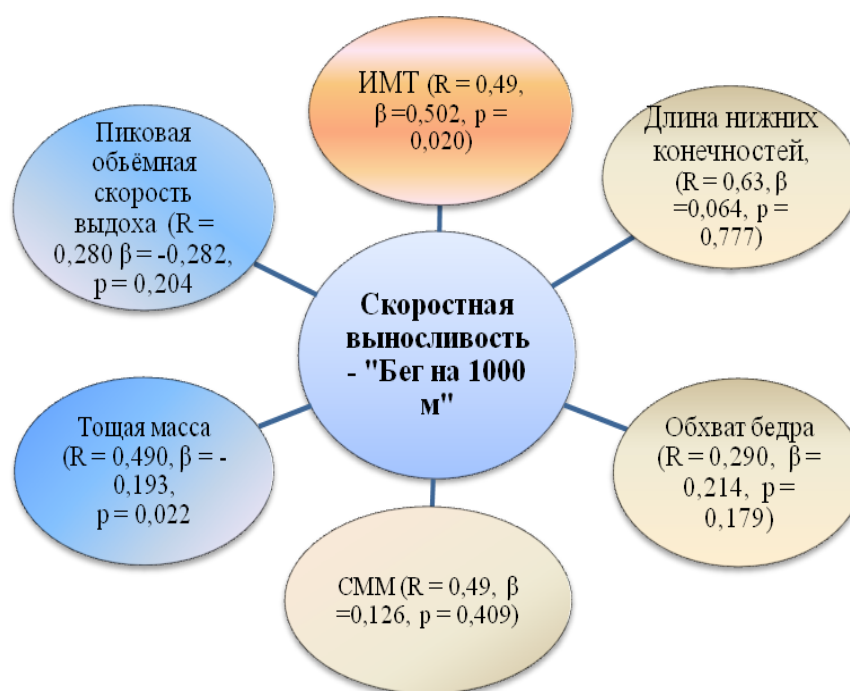 ИМТ (R = 0,49,
β =0,502, p =
0,020)
Длина нижних
конечностей,
(R = 0,63, β
=0,064, p =
0,777)
Пиковая
обьёмная
скорость
выдоха (R =
0,280 β = -0,282,
p = 0,204
Скоростная
выносливость
- "Бег на 1000
м"
Тощая масса
(R = 0,490, β = -
0,193,
p = 0,022
Обхват бедра
(R = 0,290, β =
0,214, p =
0,179)
СММ (R = 0,49, β
=0,126, p = 0,409)